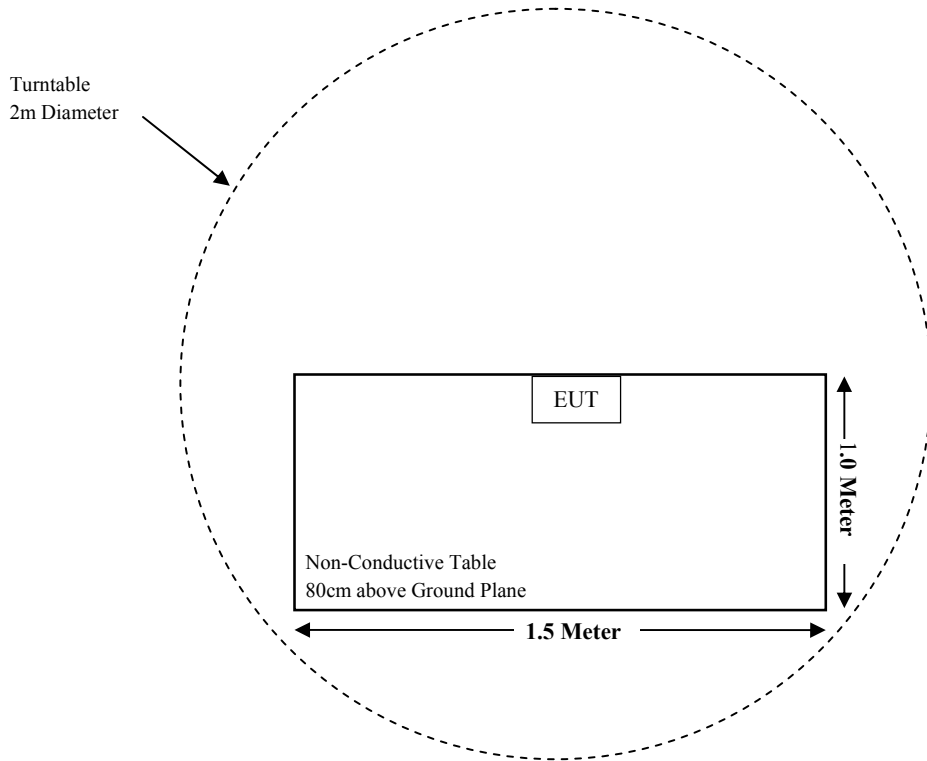 Turntable
2m Diameter
EUT
1.0 Meter
Non-Conductive Table
80cm above Ground Plane
1.5 Meter